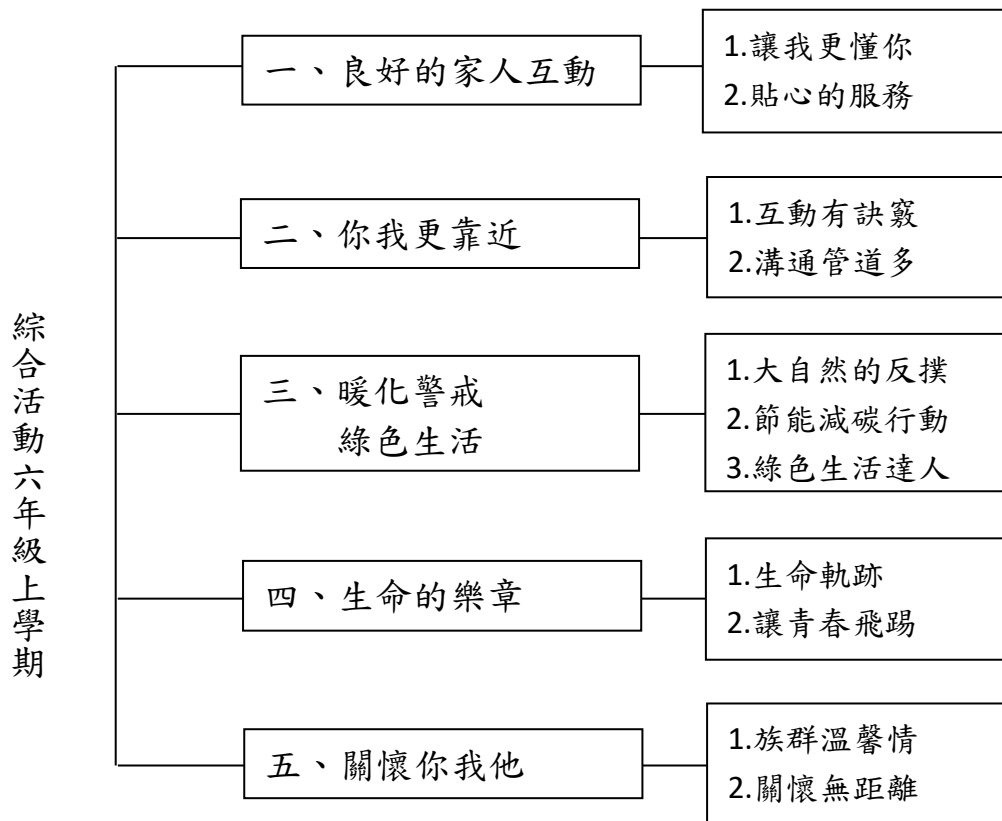 綜合活動六年級上學期
一、良好的家人互動
1.讓我更懂你
2.貼心的服務
二、你我更靠近
1.互動有訣竅
2.溝通管道多
三、暖化警戒
綠色生活
1.大自然的反撲
2.節能減碳行動
3.綠色生活達人
四、生命的樂章
1.生命軌跡
2.讓青春飛踢
五、關懷你我他
1.族群溫馨情
2.關懷無距離